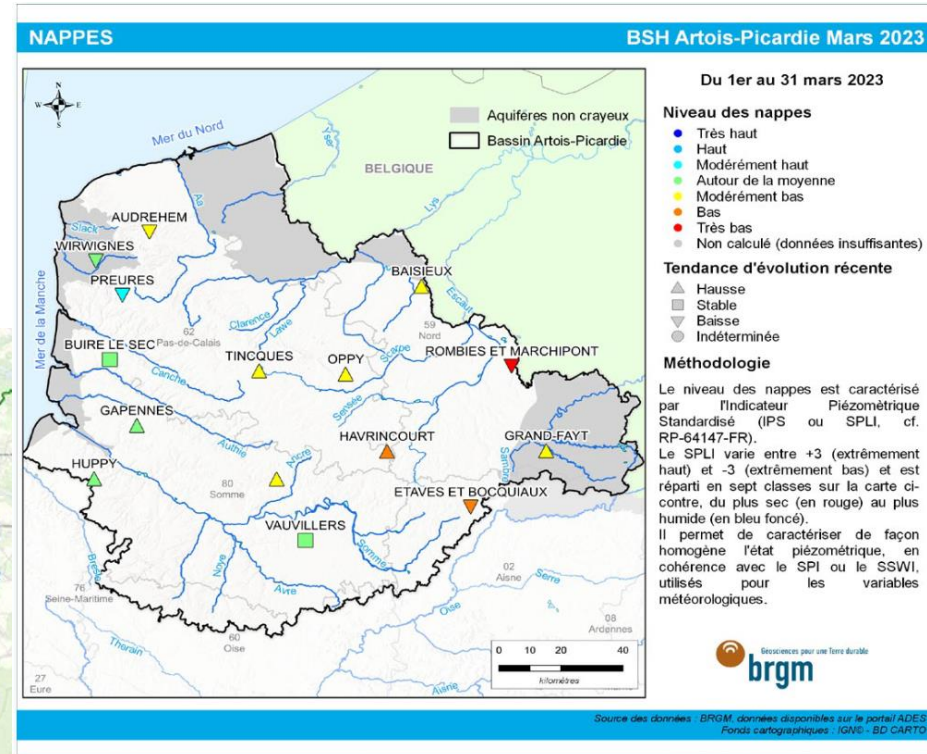 NAPPES
BSH Artois-Picardie Mars 2023
N
W E
S
Mer du Nord
Aquifères non crayeux
Bassin Artois-Picardie
BELGIQUE
Aa
Lys
AUDREHEM
Slack
WIRWIGNES
PREURES
BAISIEUX
Escaut
Mer de la Manche
Clarence
Lawe
62
Pas-de-Calais
59
Nord
BUIRE LE SEC
TINCQUES
OPPY
Scarpe
ROMBIES ET MARCHIPONT
Canche
Sensée
GAPENNES
Authie
HAVRINCOURT
GRAND-FAYT
HUPPY
Ancre
Sambre
80
Somme
ETAVES ET BOCQUIAUX
VAUVILLERS
Somme
Bresle
Noye
Avre
02
Aisne
Serre
76
Seine-Maritime
Oise
08
Ardennes
60
Oise
Therain
27
Eure
Aisne
0 10 20 40
kilomètres
Du 1er au 31 mars 2023
Niveau des nappes
Très haut
Haut
Modérément haut
Autour de la moyenne
Modérément bas
Bas
Très bas
Non calculé (données insuffisantes)
Tendance d'évolution récente
Hausse
Stable
Baisse
Indéterminée
Méthodologie
Le niveau des nappes est caractérisé
par l'Indicateur Piézomètrique
Standardisé (IPS ou SPLI, cf.
RP-64147-FR).
Le SPLI varie entre +3 (extrêmement
haut) et -3 (extrêmement bas) et est
réparti en sept classes sur la carte ci-
contre, du plus sec (en rouge) au plus
humide (en bleu foncé).
Il permet de caractériser de façon
homogène l'état piézométrique, en
cohérence avec le SPI ou le SSWI,
utilisés pour les variables
météorologiques.
Géosciences pour une Terre durable
brgm
Source des données : BRGM, données disponibles sur le portail ADES
Fonds cartographiques : IGN© - BD CARTO